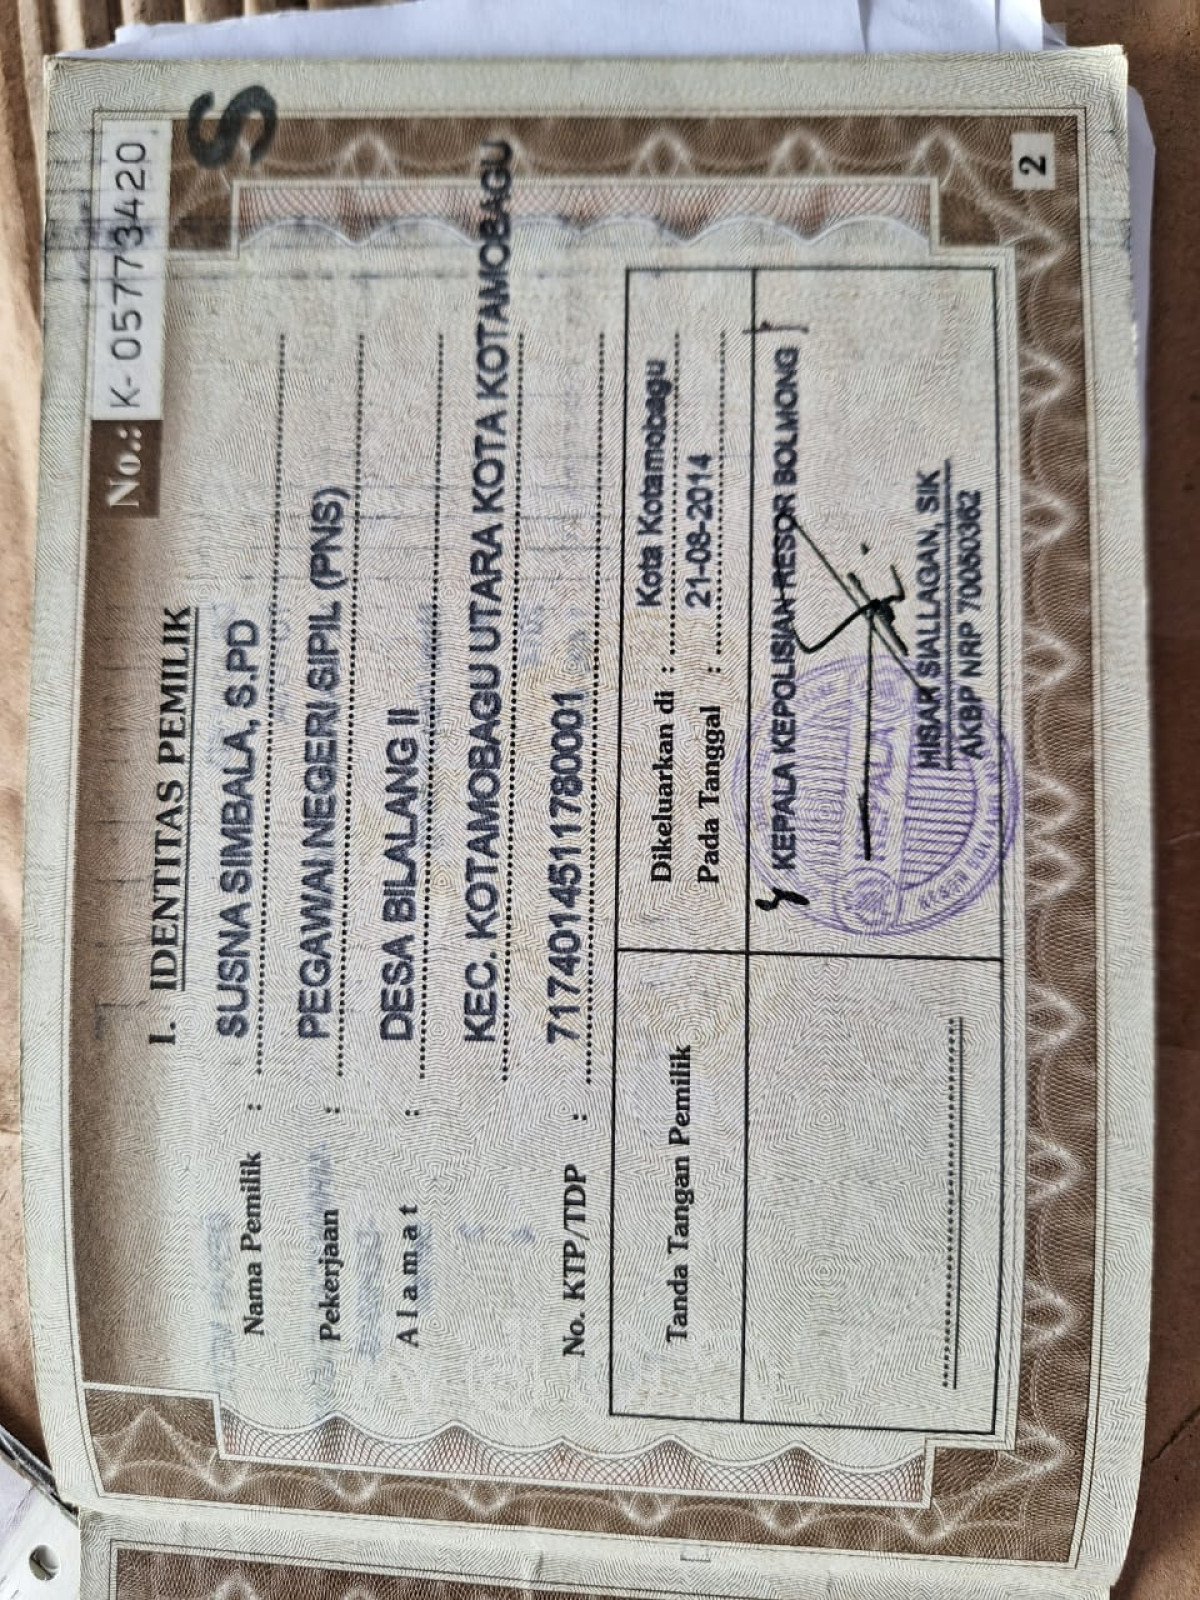 No.: K-05773420
S
I. IDENTITAS PEMILIK
Nama Pemilik : SUSNA SIMBALA, S.PD
Pekerjaan : PEGAWAI NEGERI SIPIL (PNS)
Alamat : DESA BILALANG II
KEC. KOTAMOBAGU UTARA KOTA KOTAMOBAGU
No. KTP/TDP : 7174014511780001
Tanda Tangan Pemilik
Dikeluarkan di : Kota Kotamobagu
Pada Tanggal : 21-08-2014
KEPALA KEPOLISIAN RESOR BOLMONG
KEPALA
HISAR SIALLAGAN, SIK
AKBP NRP 70050362
2